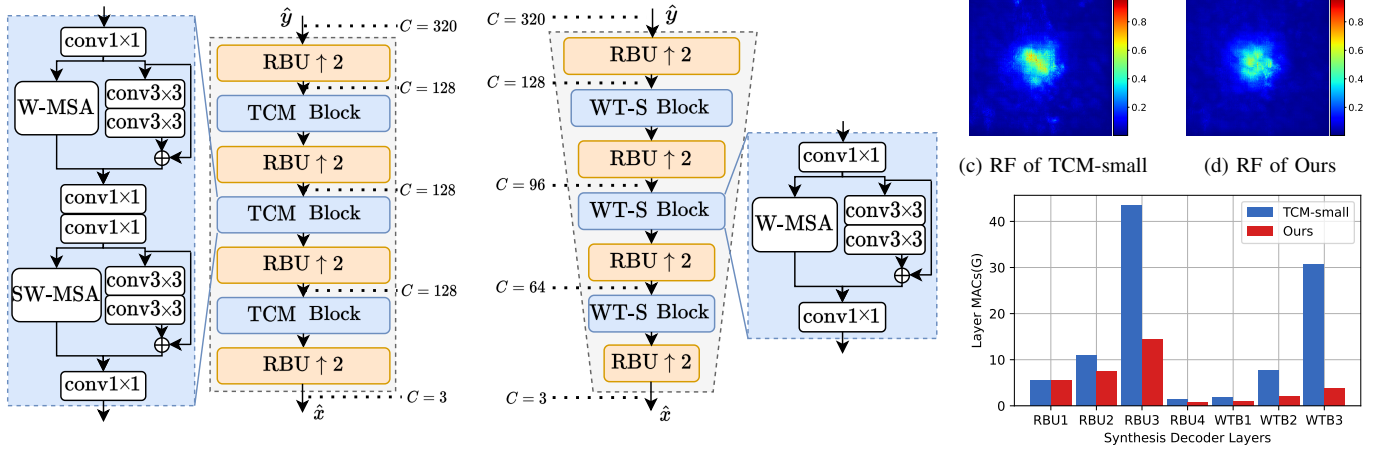 conv1×1
W-MSA
conv3×3
conv3×3
conv1×1
conv1×1
SW-MSA
conv3×3
conv3×3
conv1×1
ŷ
C = 320
RBU ↑ 2
C = 128
TCM Block
RBU ↑ 2
C = 128
TCM Block
RBU ↑ 2
C = 128
TCM Block
RBU ↑ 2
C = 3
x̂
ŷ
C = 320
RBU ↑ 2
C = 128
WT-S Block
RBU ↑ 2
C = 96
WT-S Block
RBU ↑ 2
C = 64
WT-S Block
RBU ↑ 2
C = 3
x̂
conv1×1
W-MSA
conv3×3
conv3×3
conv1×1
0.8
0.6
0.4
0.2
(c) RF of TCM-small
0.8
0.6
0.4
0.2
(d) RF of Ours
TCM-small
Ours
Layer MACs(G)
40
30
20
10
0
RBU1 RBU2 RBU3 RBU4 WTB1 WTB2 WTB3
Synthesis Decoder Layers